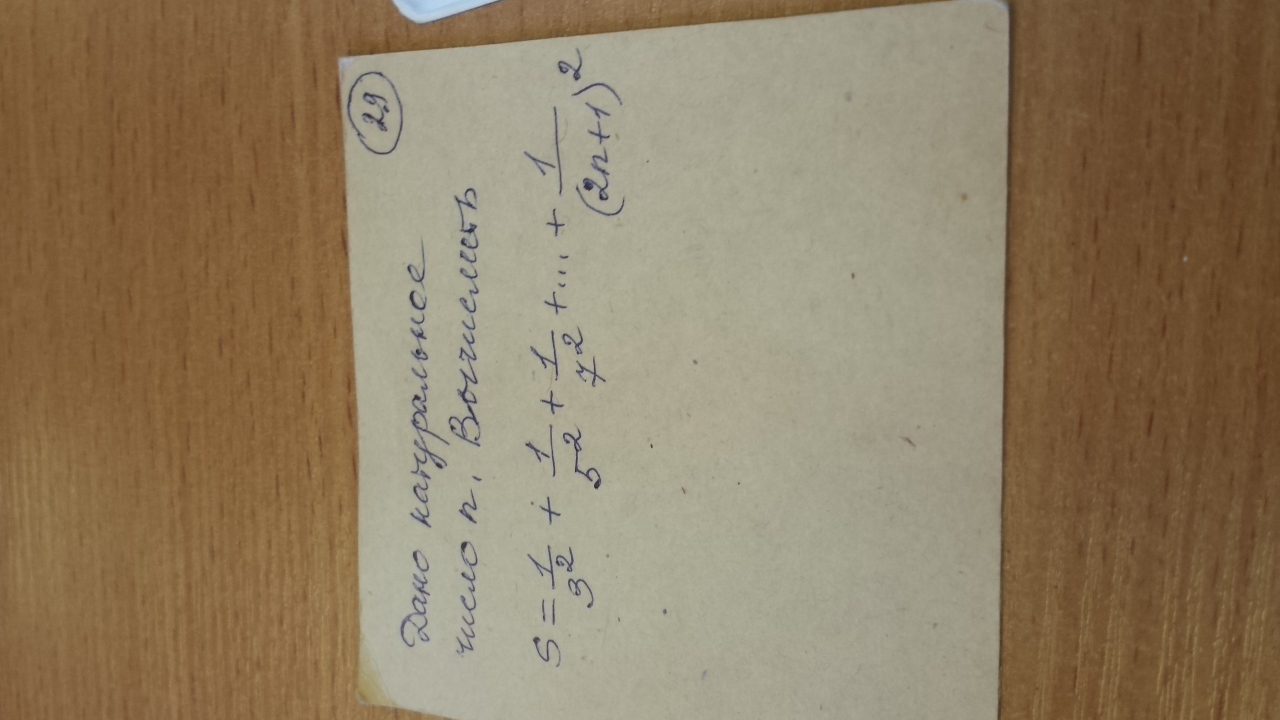 29
Дано натуральное
число n. Вычислить
S = 1/3² + 1/5² + 1/7² + ... + 1/(2n+1)²